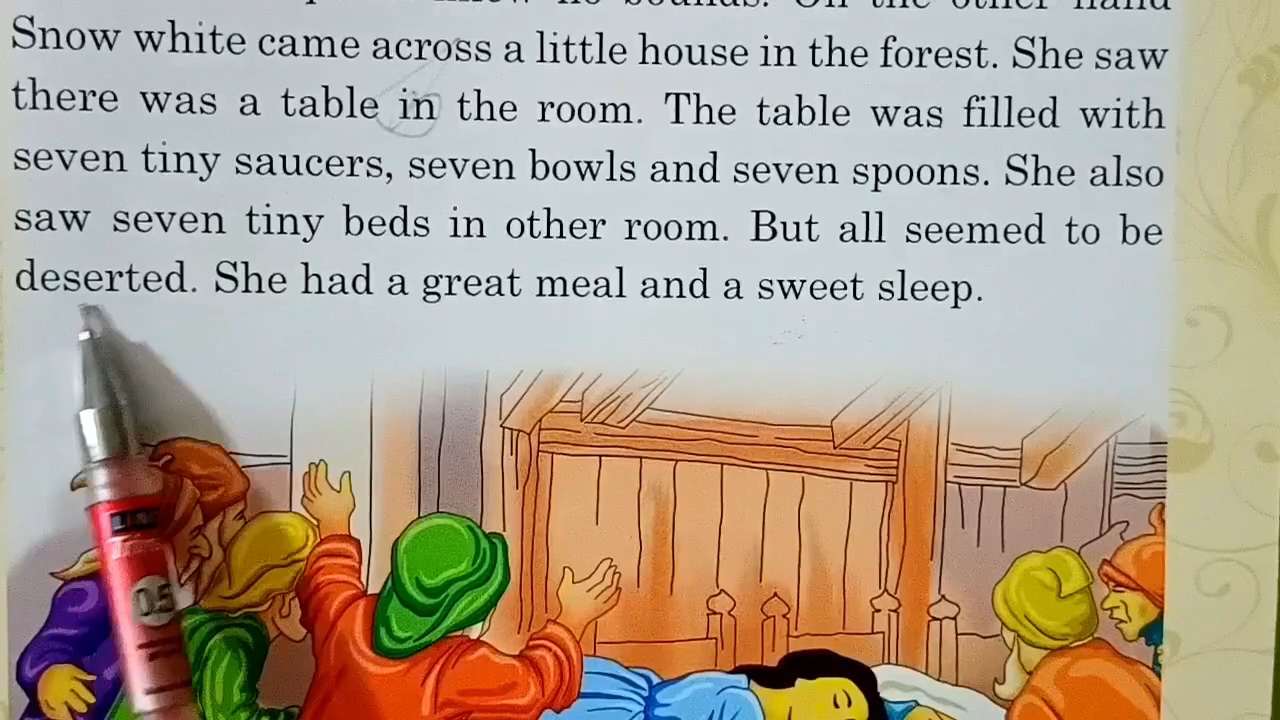 Snow white came across a little house in the forest. She saw
there was a table in the room. The table was filled with
seven tiny saucers, seven bowls and seven spoons. She also
saw seven tiny beds in other room. But all seemed to be
deserted. She had a great meal and a sweet sleep.
0.5